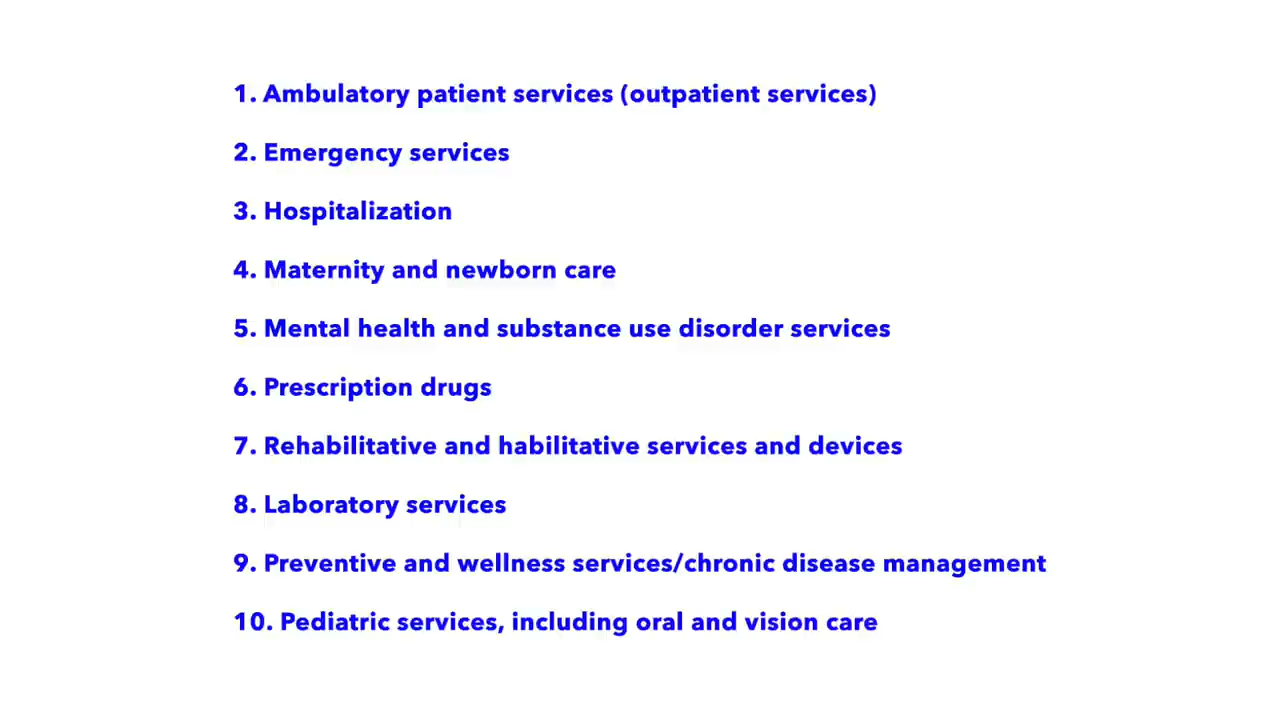 1. Ambulatory patient services (outpatient services)
2. Emergency services
3. Hospitalization
4. Maternity and newborn care
5. Mental health and substance use disorder services
6. Prescription drugs
7. Rehabilitative and habilitative services and devices
8. Laboratory services
9. Preventive and wellness services/chronic disease management
10. Pediatric services, including oral and vision care